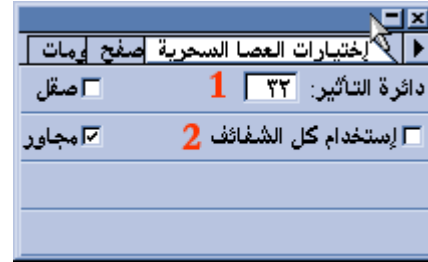 إختيارات العصا السحرية صفح ومات
دائرة التأثير: ٣٢ 1 صقل
إستخدام كل الشفائف 2 مجاور